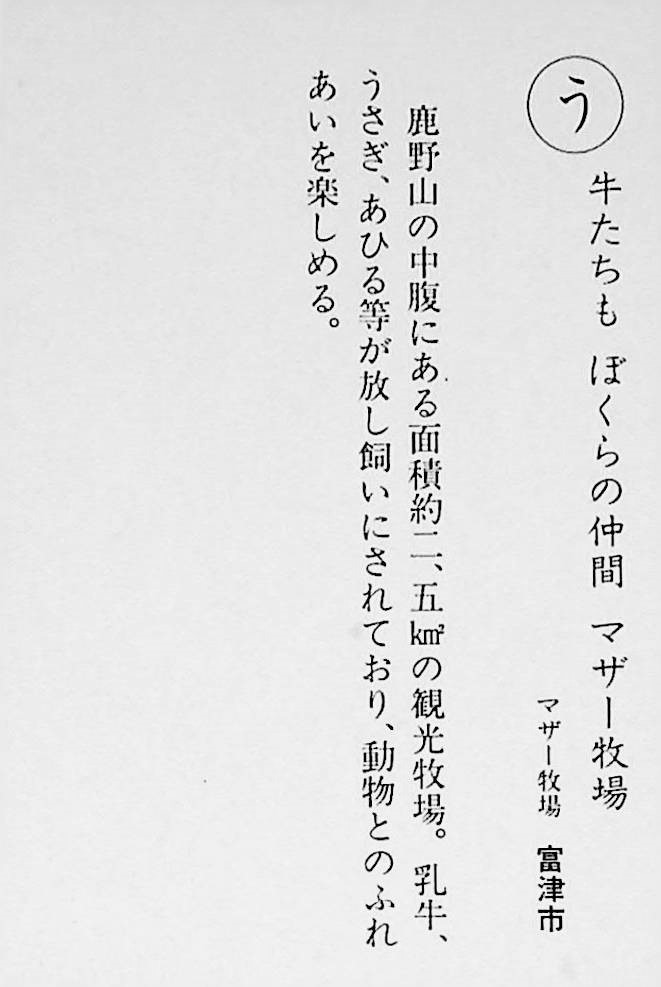 う
牛たちも ぼくらの仲間 マザー牧場
マザー牧場 富津市
鹿野山の中腹にある面積約二、五㎢の観光牧場。乳牛、
うさぎ、あひる等が放し飼いにされており、動物とのふれ
あいを楽しめる。